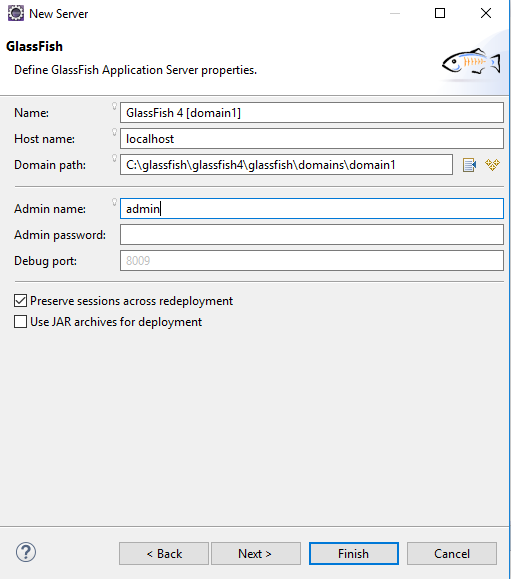 New Server
GlassFish
Define GlassFish Application Server properties.
Name: GlassFish 4 [domain1]
Host name: localhost
Domain path: C:\glassfish\glassfish4\glassfish\domains\domain1
Admin name: admin
Admin password:
Debug port: 8009
Preserve sessions across redeployment
Use JAR archives for deployment
? < Back Next > Finish Cancel